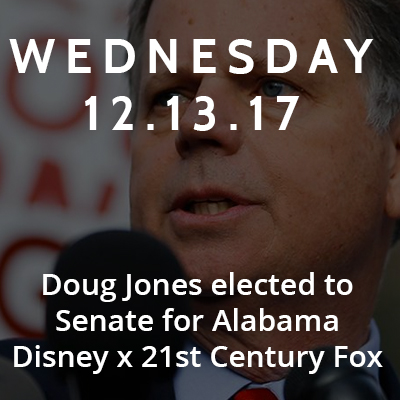 WEDNESDAY
12.13.17
Doug Jones elected to
Senate for Alabama
Disney x 21st Century Fox